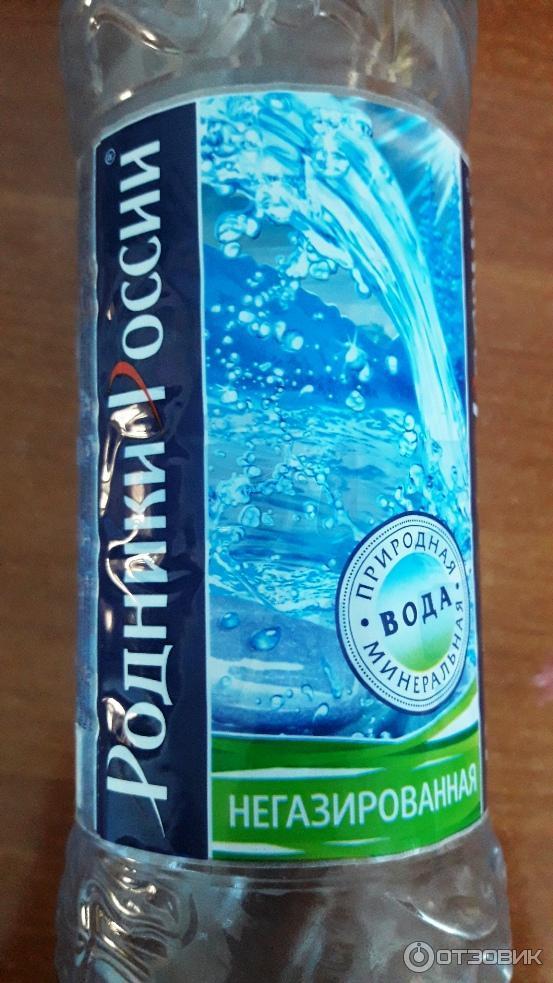 Родники России®
ПРИРОДНАЯ
ВОДА
МИНЕРАЛЬНАЯ
НЕГАЗИРОВАННАЯ
ОТЗОВИК